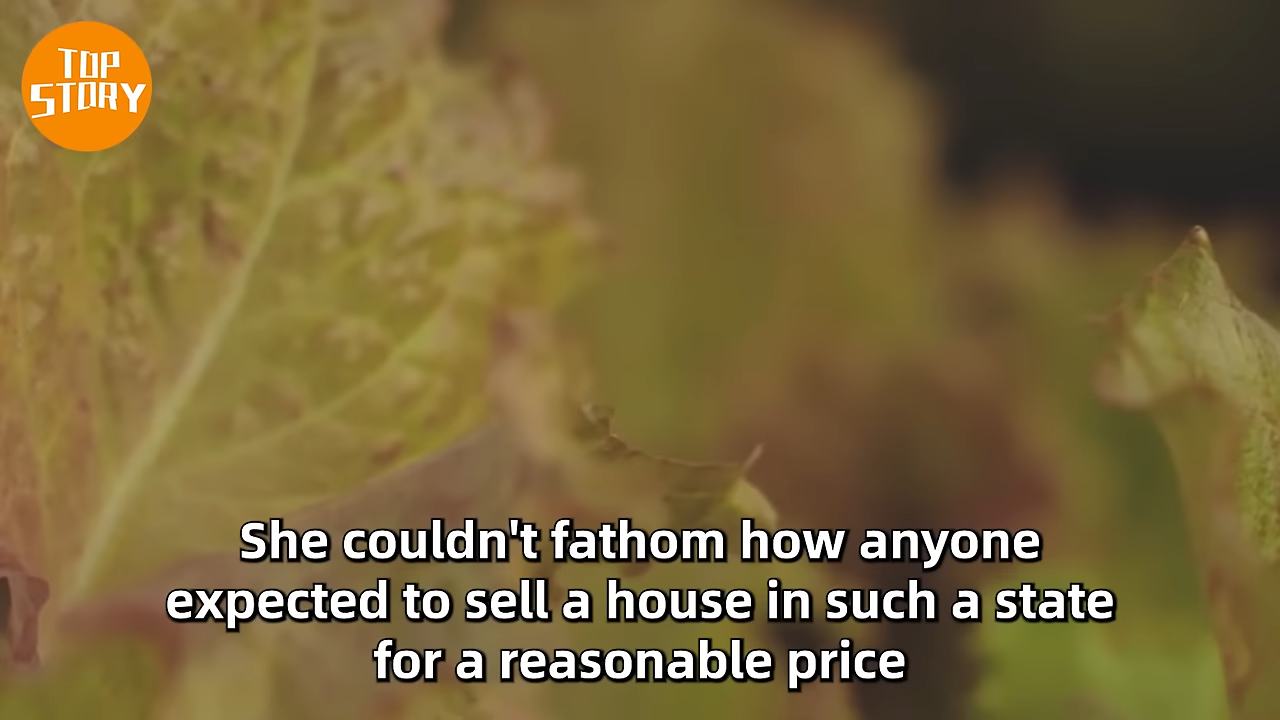 TOP
STORY
She couldn't fathom how anyone
expected to sell a house in such a state
for a reasonable price